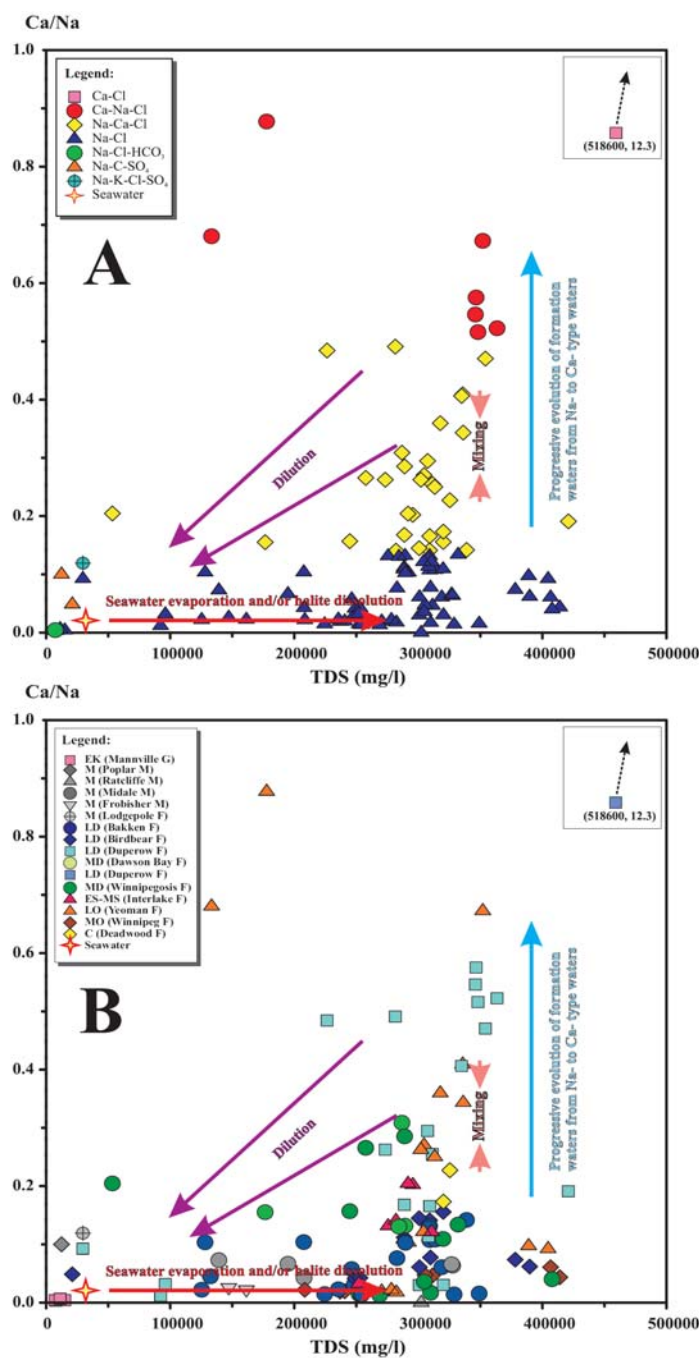 Ca/Na
1.0
0.8
0.6
0.4
0.2
0.0
Legend:
Ca-Cl
Ca-Na-Cl
Na-Ca-Cl
Na-Cl
Na-Cl-HCO₃
Na-C-SO₄
Na-K-Cl-SO₄
Seawater
A
(518600, 12.3)
Progressive evolution of formation
waters from Na- to Ca- type waters
Mixing
Dilution
Seawater evaporation and/or halite dissolution
0 100000 200000 300000 400000 500000
TDS (mg/l)
Ca/Na
1.0
0.8
0.6
0.4
0.2
0.0
Legend:
EK (Mannville G)
M (Poplar M)
M (Ratcliffe M)
M (Midale M)
M (Frobisher M)
M (Lodgepole F)
LD (Bakken F)
LD (Birdbear F)
LD (Duperow F)
MD (Dawson Bay F)
LD (Duperow F)
MD (Winnipegosis F)
ES-MS (Interlake F)
LO (Yeoman F)
MO (Winnipeg F)
C (Deadwood F)
Seawater
B
(518600, 12.3)
Progressive evolution of formation
waters from Na- to Ca- type waters
Mixing
Dilution
Seawater evaporation and/or halite dissolution
0 100000 200000 300000 400000 500000
TDS (mg/l)